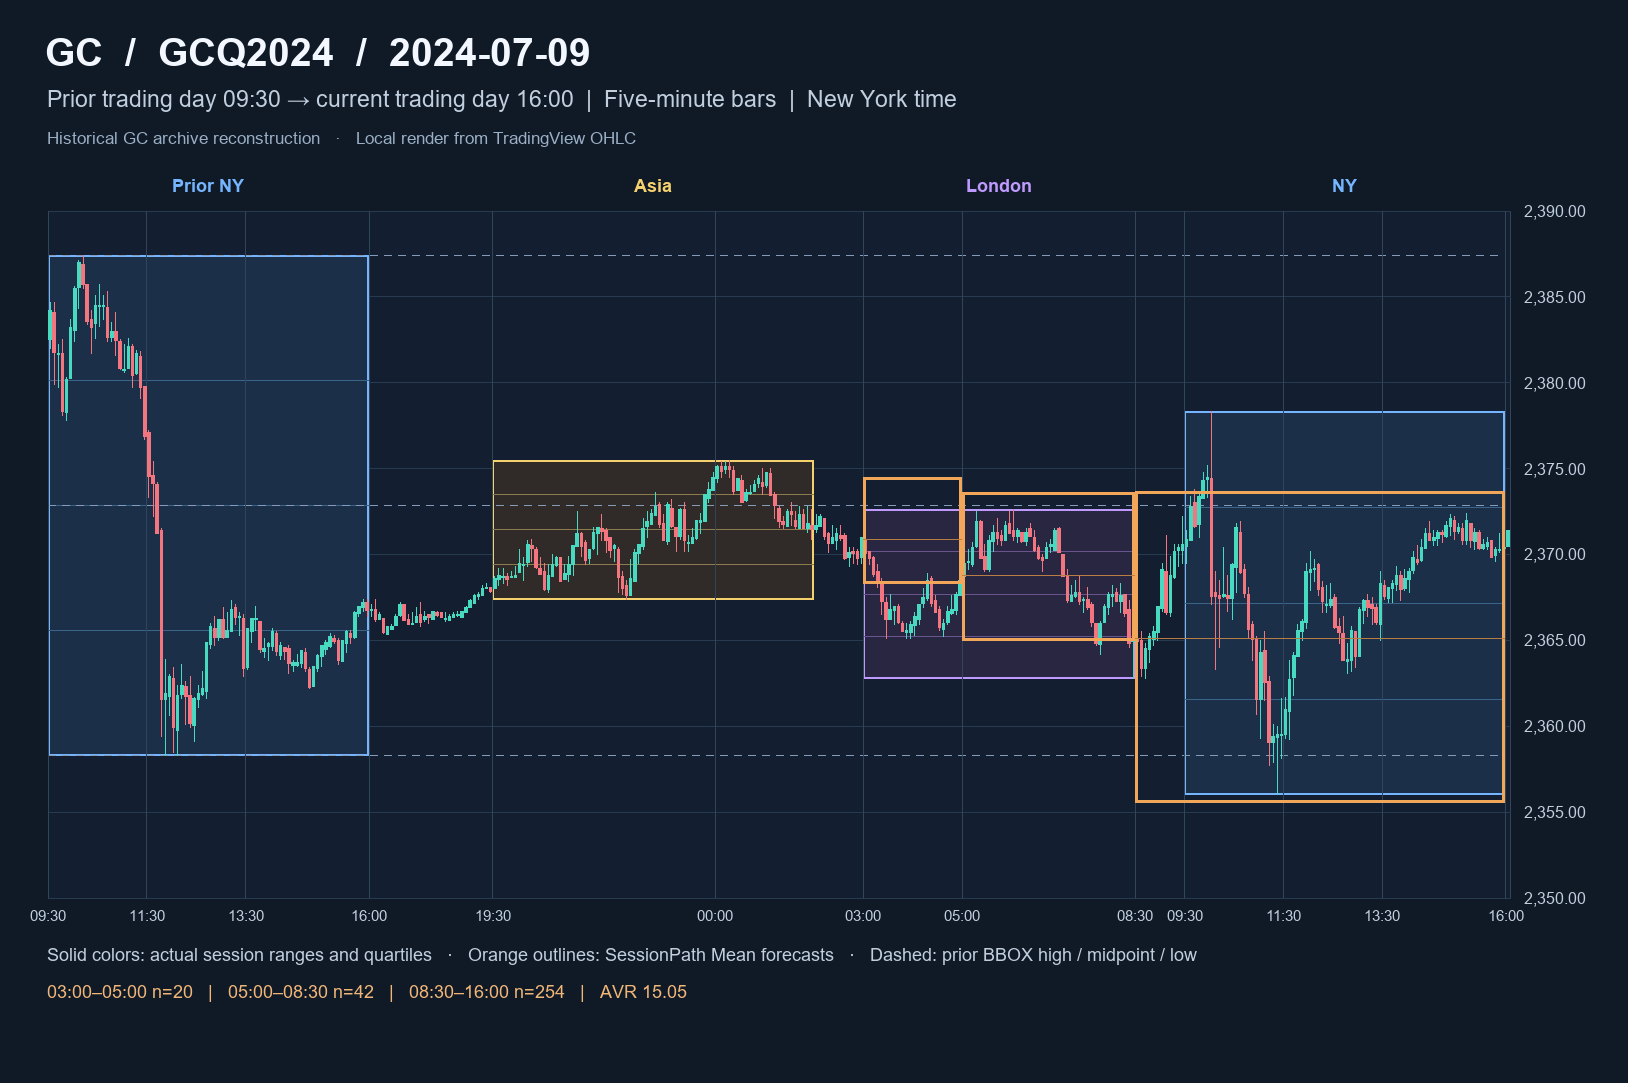 GC / GCQ2024 / 2024-07-09
Prior trading day 09:30 → current trading day 16:00 | Five-minute bars | New York time
Historical GC archive reconstruction · Local render from TradingView OHLC
Prior NY Asia London NY
2,390.00
2,385.00
2,380.00
2,375.00
2,370.00
2,365.00
2,360.00
2,355.00
2,350.00
09:30 11:30 13:30 16:00 19:30 00:00 03:00 05:00 08:30 09:30 11:30 13:30 16:00
Solid colors: actual session ranges and quartiles · Orange outlines: SessionPath Mean forecasts · Dashed: prior BBOX high / midpoint / low
03:00–05:00 n=20 | 05:00–08:30 n=42 | 08:30–16:00 n=254 | AVR 15.05